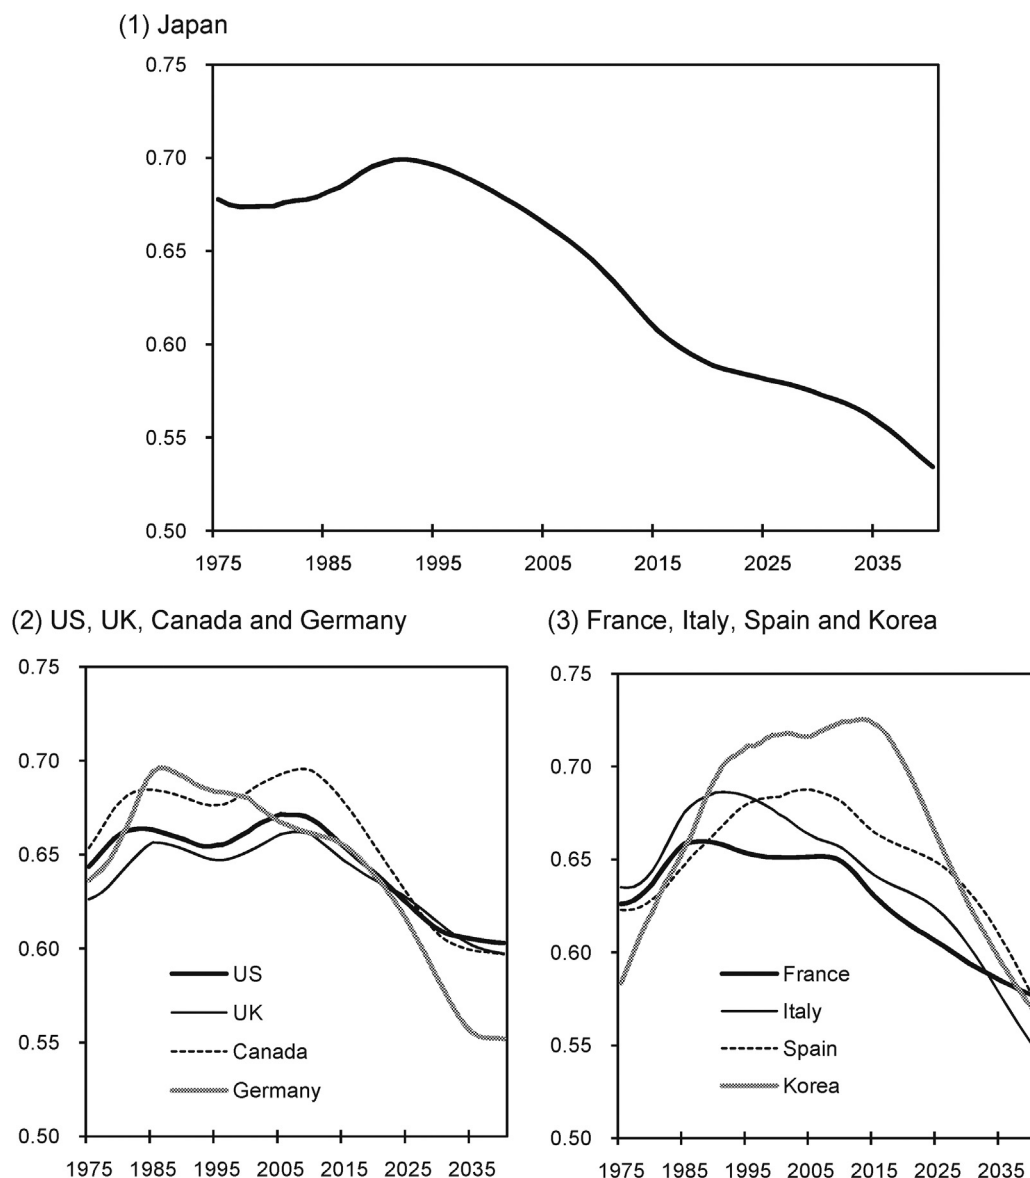 (1) Japan
0.75
0.70
0.65
0.60
0.55
0.50
1975 1985 1995 2005 2015 2025 2035
(2) US, UK, Canada and Germany
0.75
0.70
0.65
0.60
0.55
0.50
US
UK
Canada
Germany
1975 1985 1995 2005 2015 2025 2035
(3) France, Italy, Spain and Korea
0.75
0.70
0.65
0.60
0.55
0.50
France
Italy
Spain
Korea
1975 1985 1995 2005 2015 2025 2035